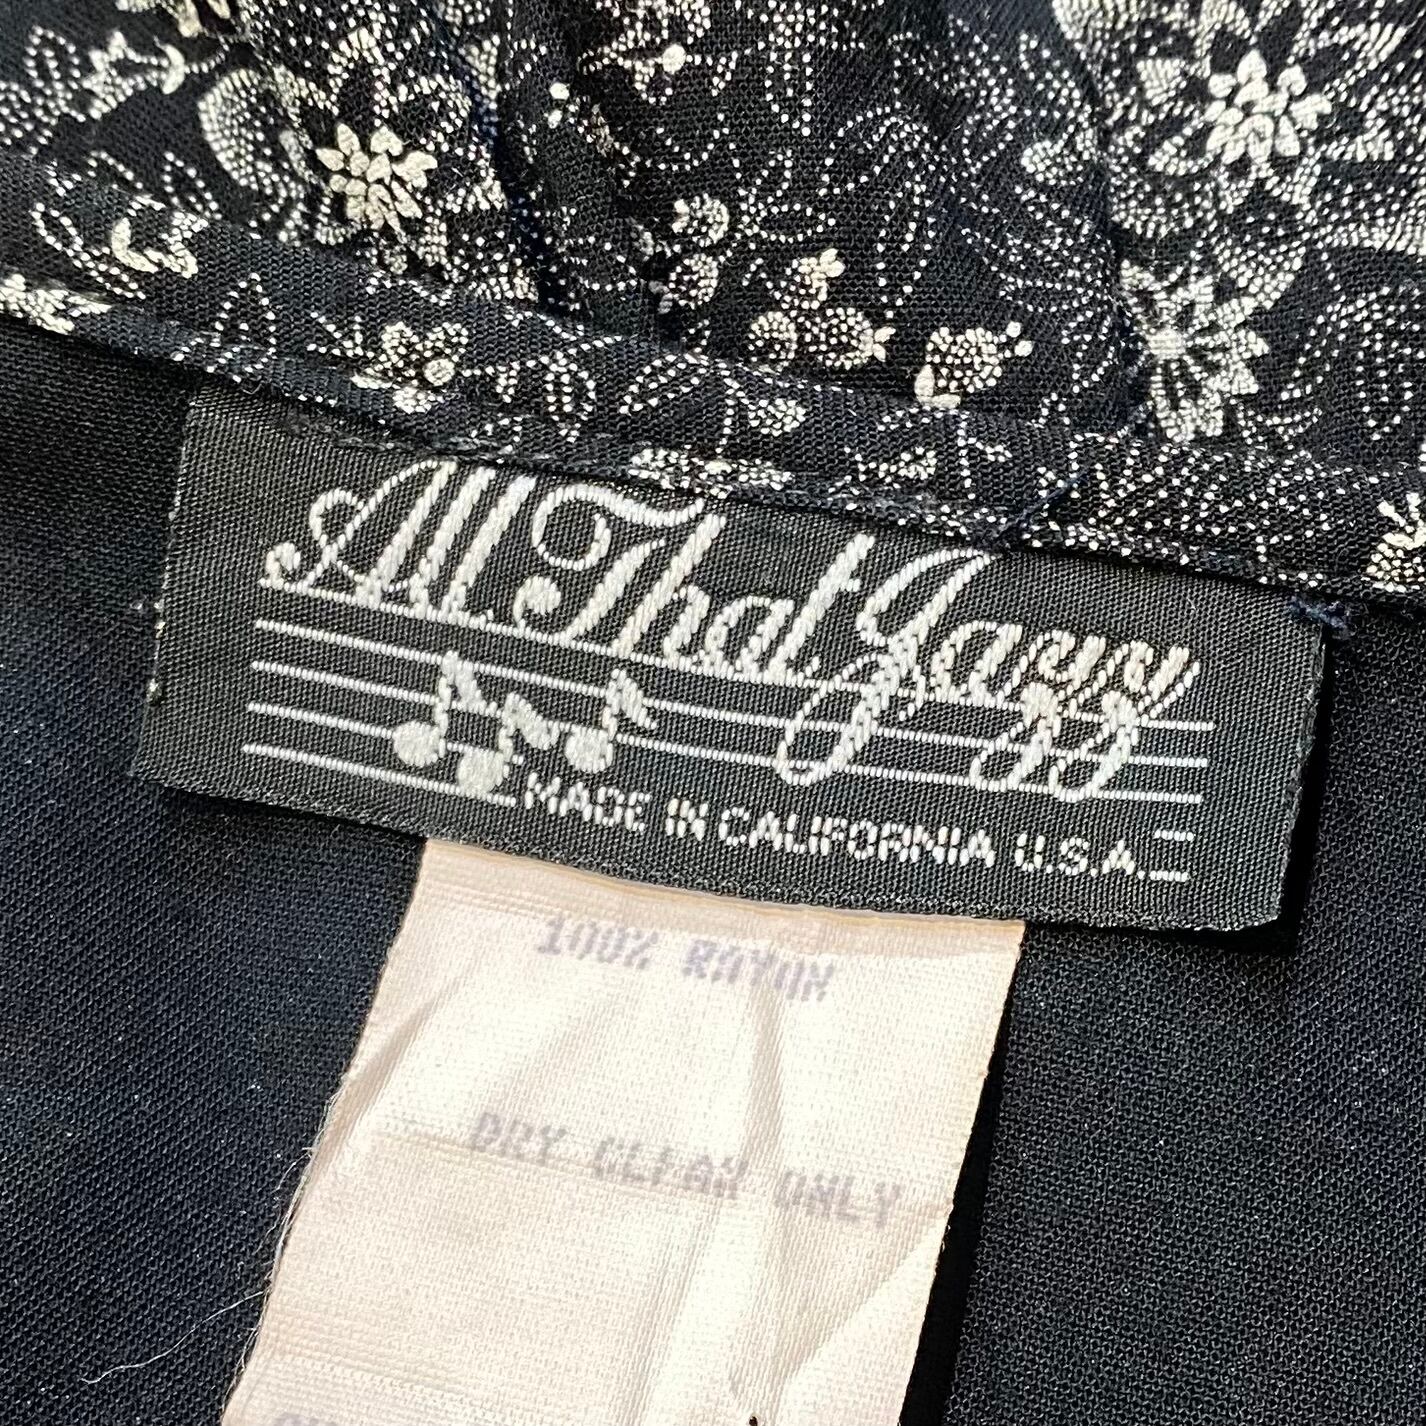 All That Jazz
MADE IN CALIFORNIA U.S.A.
100% RAYON
DRY CLEAN ONLY